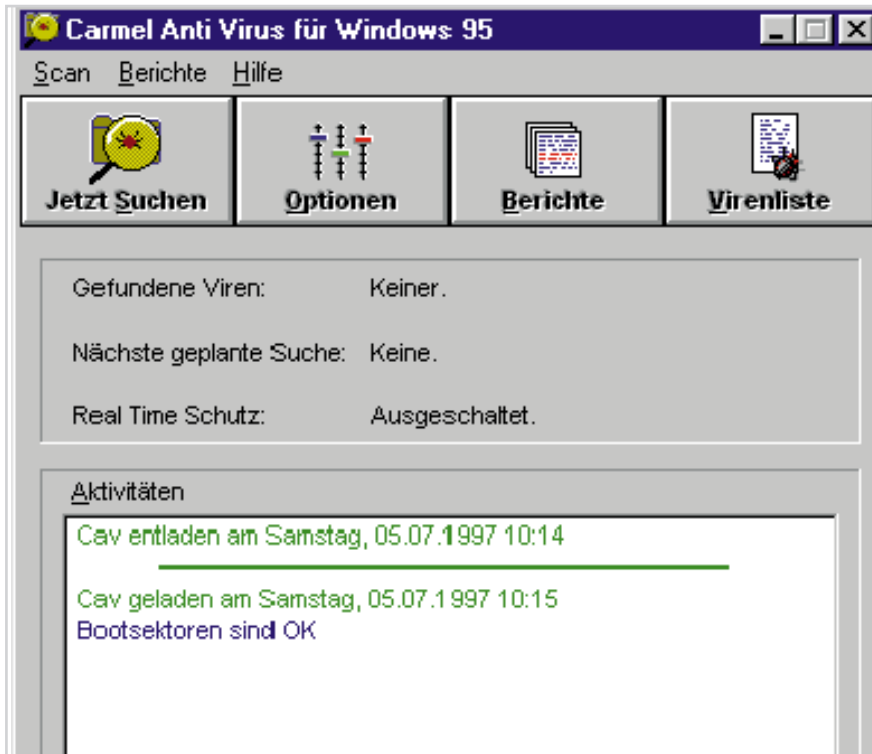 Carmel Anti Virus für Windows 95
Scan Berichte Hilfe
Jetzt Suchen Optionen Berichte Virenliste
Gefundene Viren: Keiner.
Nächste geplante Suche: Keine.
Real Time Schutz: Ausgeschaltet.
Aktivitäten
Cav entladen am Samstag, 05.07.1997 10:14
Cav geladen am Samstag, 05.07.1997 10:15
Bootsektoren sind OK